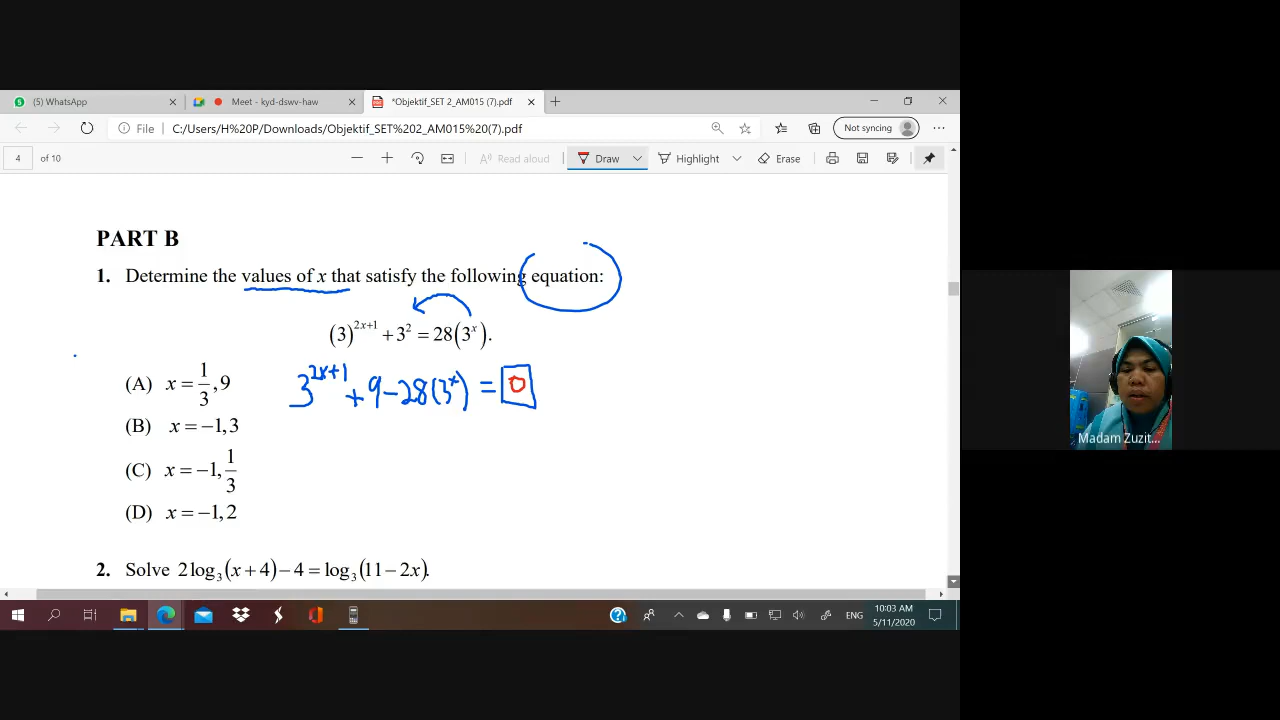 (5) WhatsApp
Meet - kyd-dswv-haw
*Objektif_SET 2_AM015 (7).pdf
File C:/Users/H%20P/Downloads/Objektif_SET%202_AM015%20(7).pdf
Not syncing
4 of 10
Read aloud
Draw
Highlight
Erase
PART B
1. Determine the values of x that satisfy the following equation:
(3)^{2x+1} + 3^2 = 28(3^x).
3^{2x+1} + 9 - 28(3^x) = 0
(A) x = 1/3, 9
(B) x = -1, 3
(C) x = -1, 1/3
(D) x = -1, 2
2. Solve 2 log_3 (x + 4) - 4 = log_3 (11 - 2x).
Madam Zuzit...
ENG
10:03 AM
5/11/2020